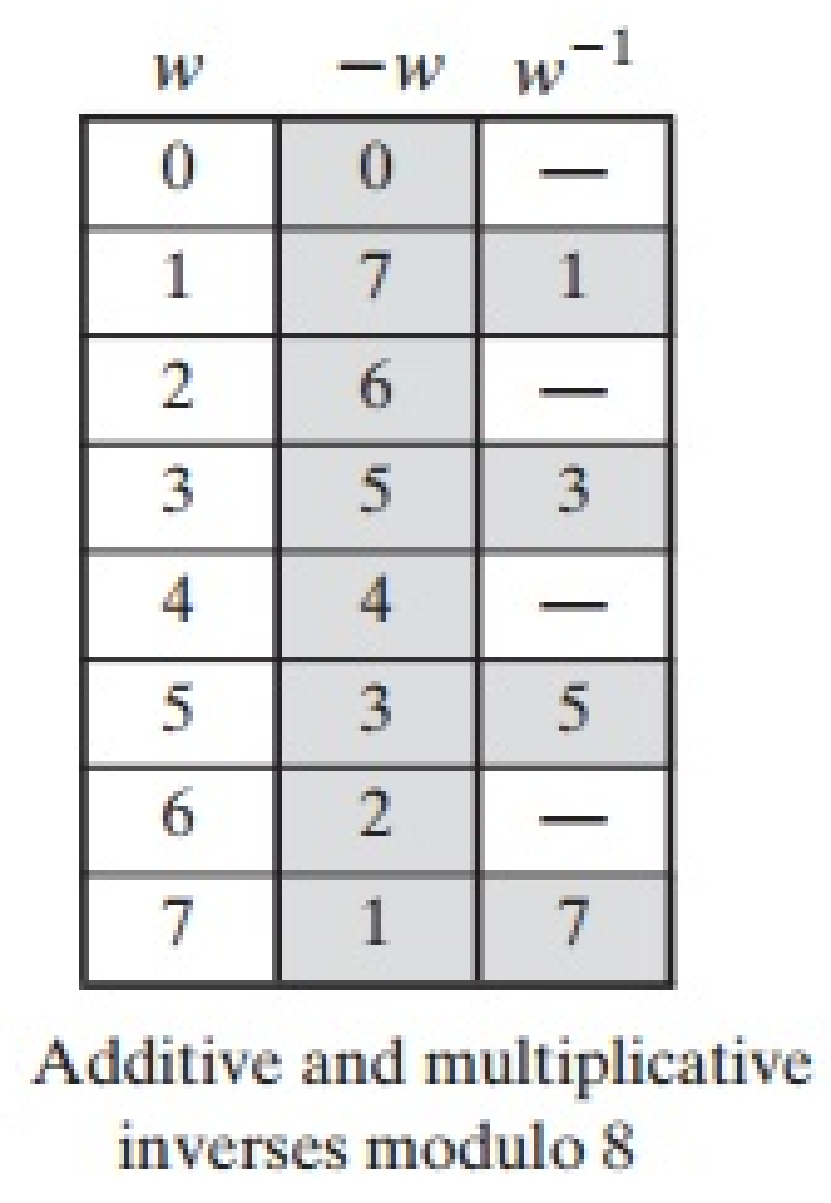 w −w w⁻¹
0 0 —
1 7 1
2 6 —
3 5 3
4 4 —
5 3 5
6 2 —
7 1 7
Additive and multiplicative
inverses modulo 8